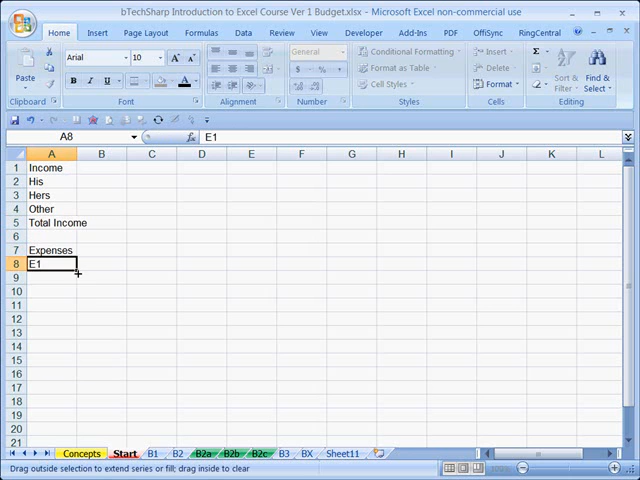 bTechSharp Introduction to Excel Course Ver 1 Budget.xlsx - Microsoft Excel non-commercial use
Home Insert Page Layout Formulas Data Review View Developer Add-Ins PDF OffiSync RingCentral
Paste
Arial 10 A A
B I U
$ % ,
Conditional Formatting
Format as Table
Cell Styles
Insert
Delete
Format
Σ
Sort & Filter
Find & Select
Clipboard Font Alignment Number Styles Cells Editing
A8 fx E1
A B C D E F G H I J K L
1 Income
2 His
3 Hers
4 Other
5 Total Income
6
7 Expenses
8 E1
9
10
11
12
13
14
15
16
17
18
19
20
21
Concepts Start B1 B2 B2a B2b B2c B3 BX Sheet11
Drag outside selection to extend series or fill; drag inside to clear 100%